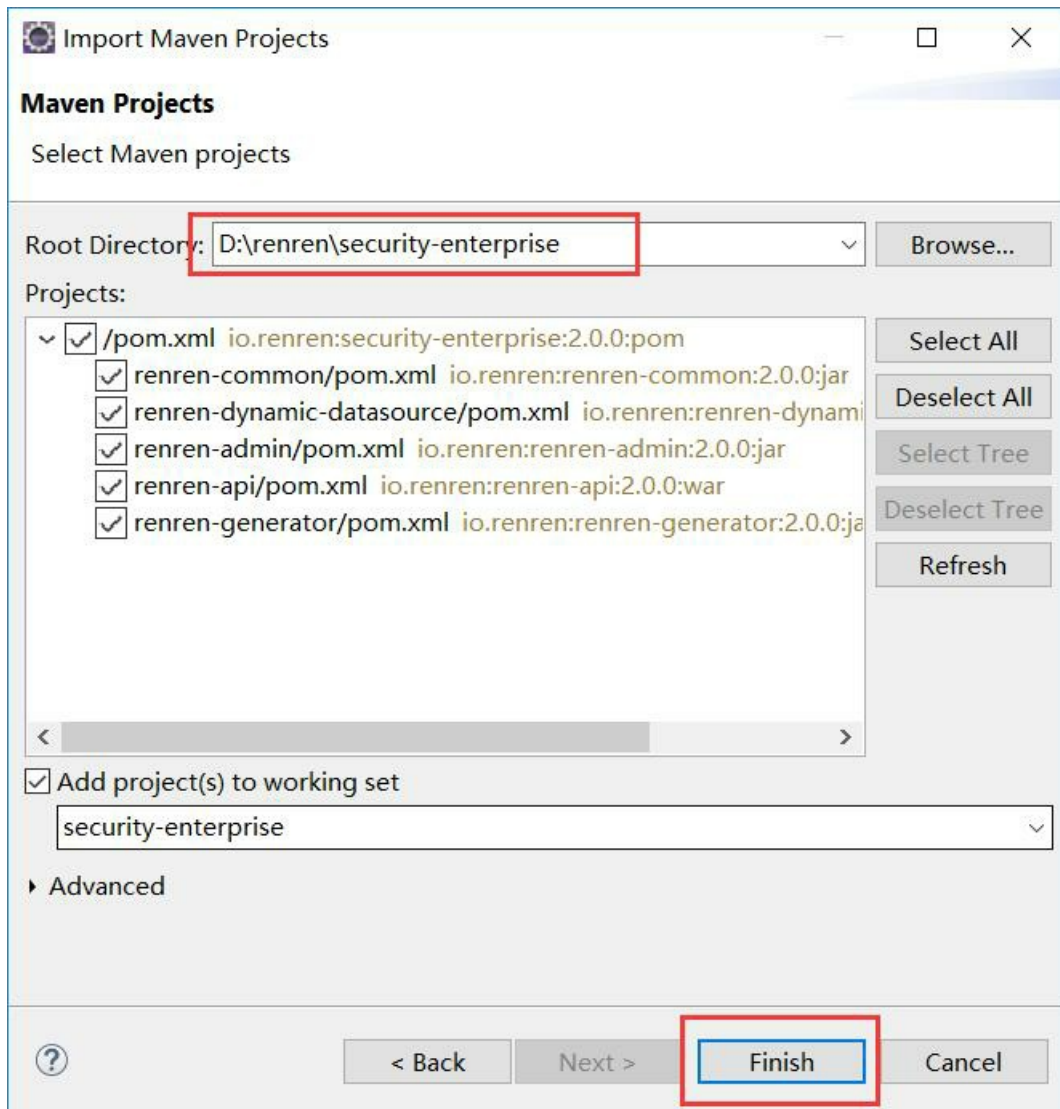 Import Maven Projects
Maven Projects
Select Maven projects
Root Directory: D:\renren\security-enterprise Browse...
Projects:
/pom.xml io.renren:security-enterprise:2.0.0:pom
renren-common/pom.xml io.renren:renren-common:2.0.0:jar
renren-dynamic-datasource/pom.xml io.renren:renren-dynami
renren-admin/pom.xml io.renren:renren-admin:2.0.0:jar
renren-api/pom.xml io.renren:renren-api:2.0.0:war
renren-generator/pom.xml io.renren:renren-generator:2.0.0:ja
Select All
Deselect All
Select Tree
Deselect Tree
Refresh
Add project(s) to working set
security-enterprise
Advanced
? < Back Next > Finish Cancel